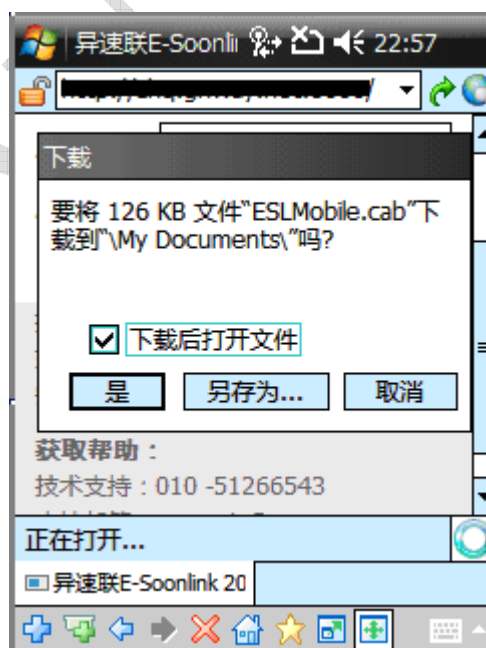 异速联E-Soonli 22:57
下载
要将 126 KB 文件“ESLMobile.cab”下
载到“\My Documents\”吗?
下载后打开文件
是 另存为... 取消
获取帮助：
技术支持：010 -51266543
正在打开...
异速联E-Soonlink 20